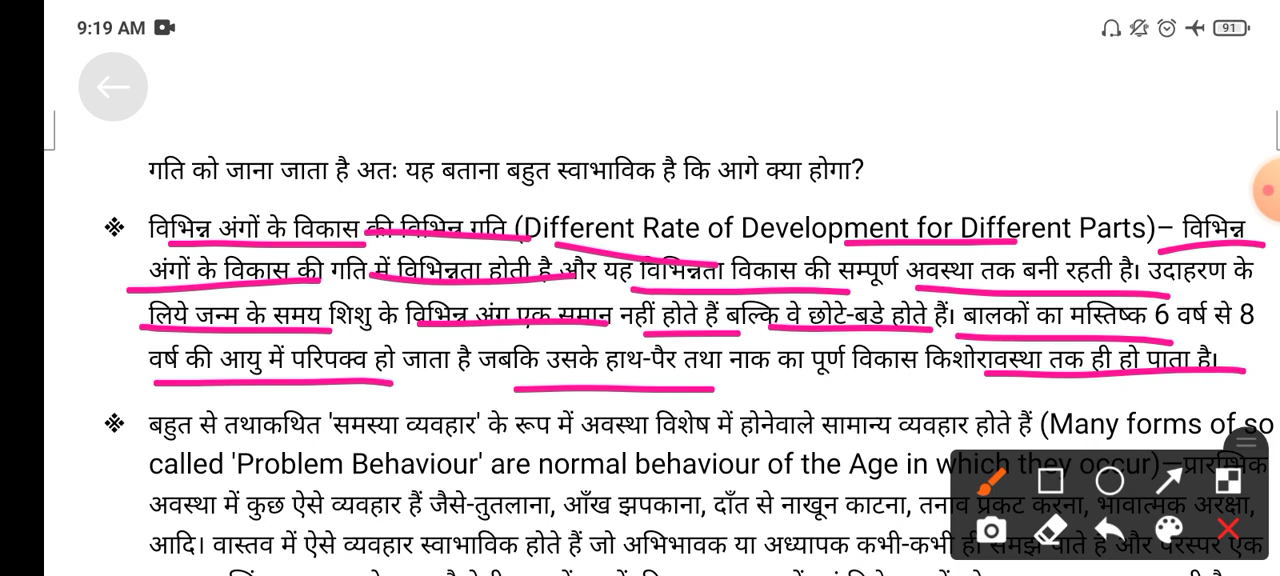 9:19 AM
91
गति को जाना जाता है अतः यह बताना बहुत स्वाभाविक है कि आगे क्या होगा?
❖ विभिन्न अंगों के विकास की विभिन्न गति (Different Rate of Development for Different Parts)– विभिन्न
अंगों के विकास की गति में विभिन्नता होती है और यह विभिन्नता विकास की सम्पूर्ण अवस्था तक बनी रहती है। उदाहरण के
लिये जन्म के समय शिशु के विभिन्न अंग एक समान नहीं होते हैं बल्कि वे छोटे-बडे होते हैं। बालकों का मस्तिष्क 6 वर्ष से 8
वर्ष की आयु में परिपक्व हो जाता है जबकि उसके हाथ-पैर तथा नाक का पूर्ण विकास किशोरावस्था तक ही हो पाता है।
❖ बहुत से तथाकथित 'समस्या व्यवहार' के रूप में अवस्था विशेष में होनेवाले सामान्य व्यवहार होते हैं (Many forms of so
called 'Problem Behaviour' are normal behaviour of the Age in which they occur)–प्रारम्भिक
अवस्था में कुछ ऐसे व्यवहार हैं जैसे-तुतलाना, आँख झपकाना, दाँत से नाखून काटना, तनाव प्रकट करना, भावात्मक अरक्षा,
आदि। वास्तव में ऐसे व्यवहार स्वाभाविक होते हैं जो अभिभावक या अध्यापक कभी-कभी ही समझ पाते हैं और परस्पर एक